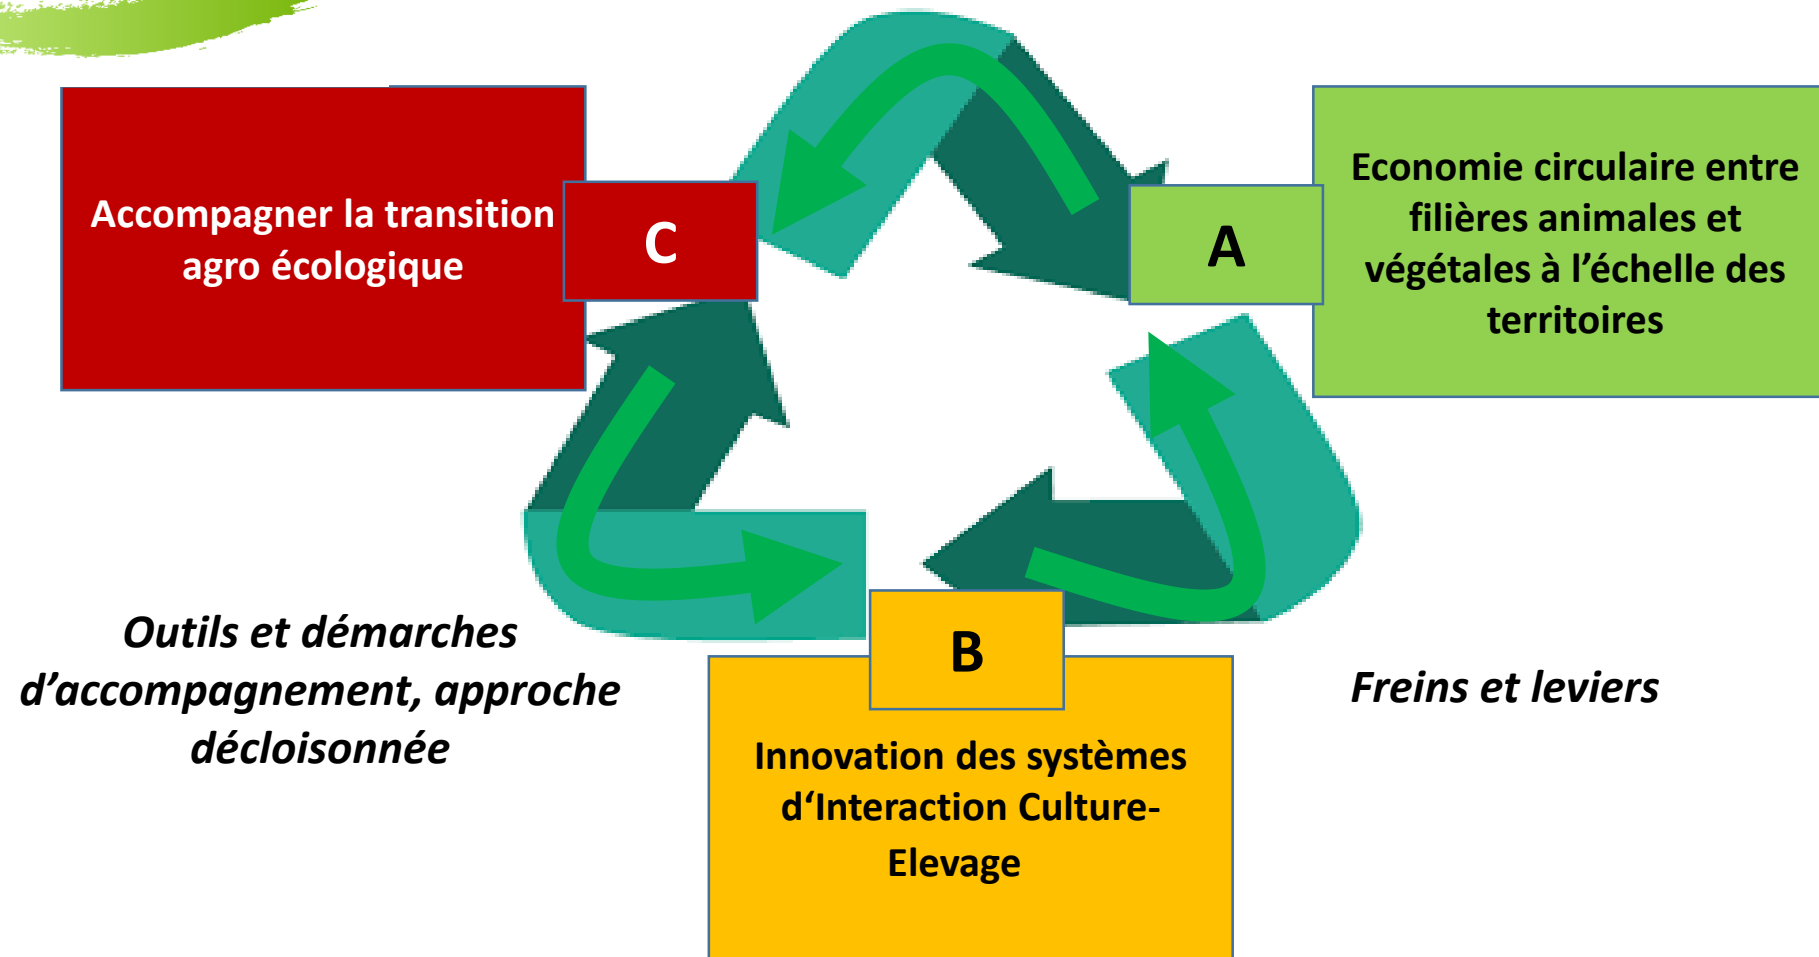 Accompagner la transition
agro écologique
C
A
Economie circulaire entre
filières animales et
végétales à l’échelle des
territoires
Outils et démarches
d’accompagnement, approche
décloisonnée
B
Innovation des systèmes
d‘Interaction Culture-
Elevage
Freins et leviers